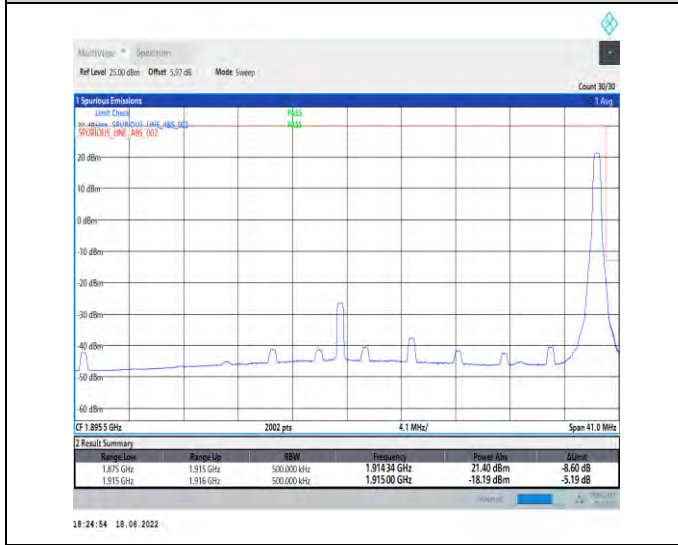 MultiView Spectrum
Ref Level 25.00 dBm Offset 5.97 dB Mode Sweep
Count 30/30
1 Spurious Emissions 1 Avg
Limit Check PASS
Line _SPURIOUS_LINE_ABS_002 PASS
SPURIOUS_LINE_ABS_002
20 dBm
10 dBm
0 dBm
-10 dBm
-20 dBm
-30 dBm
-40 dBm
-50 dBm
-60 dBm
CF 1.895 5 GHz 2002 pts 4.1 MHz/ Span 41.0 MHz
2 Result Summary
Range Low Range Up RBW Frequency Power Abs ΔLimit
1.875 GHz 1.915 GHz 500.000 kHz 1.914 34 GHz 21.40 dBm -8.60 dB
1.915 GHz 1.916 GHz 500.000 kHz 1.915 00 GHz -18.19 dBm -5.19 dB
18:24:54 18.06.2022